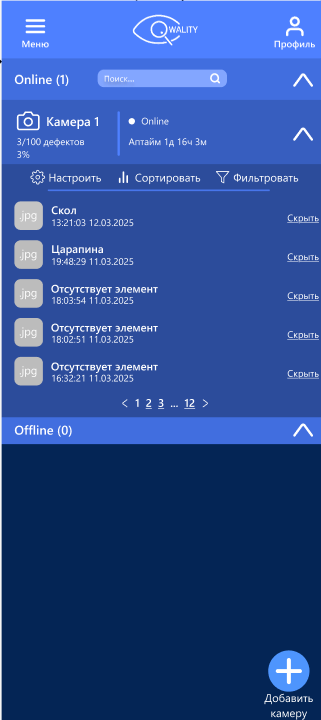 Меню
QWALITY
Профиль
Online (1)
Поиск...
Камера 1
Online
3/100 дефектов
Аптайм 1д 16ч 3м
3%
Настроить
Сортировать
Фильтровать
.jpg
Скол
13:21:03 12.03.2025
Скрыть
.jpg
Царапина
19:48:29 11.03.2025
Скрыть
.jpg
Отсутствует элемент
18:03:54 11.03.2025
Скрыть
.jpg
Отсутствует элемент
18:02:51 11.03.2025
Скрыть
.jpg
Отсутствует элемент
16:32:21 11.03.2025
Скрыть
< 1 2 3 ... 12 >
Offline (0)
Добавить
камеру